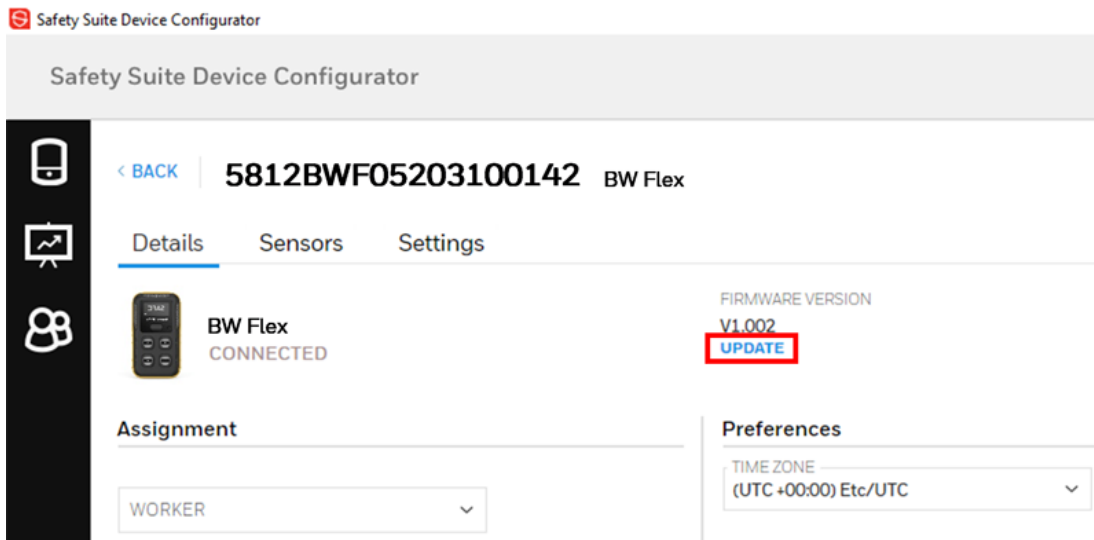 Safety Suite Device Configurator
Safety Suite Device Configurator
< BACK 5812BWF05203100142 BW Flex
Details Sensors Settings
FIRMWARE VERSION
BW Flex V1.002
CONNECTED UPDATE
Assignment Preferences
TIME ZONE
(UTC +00:00) Etc/UTC
WORKER